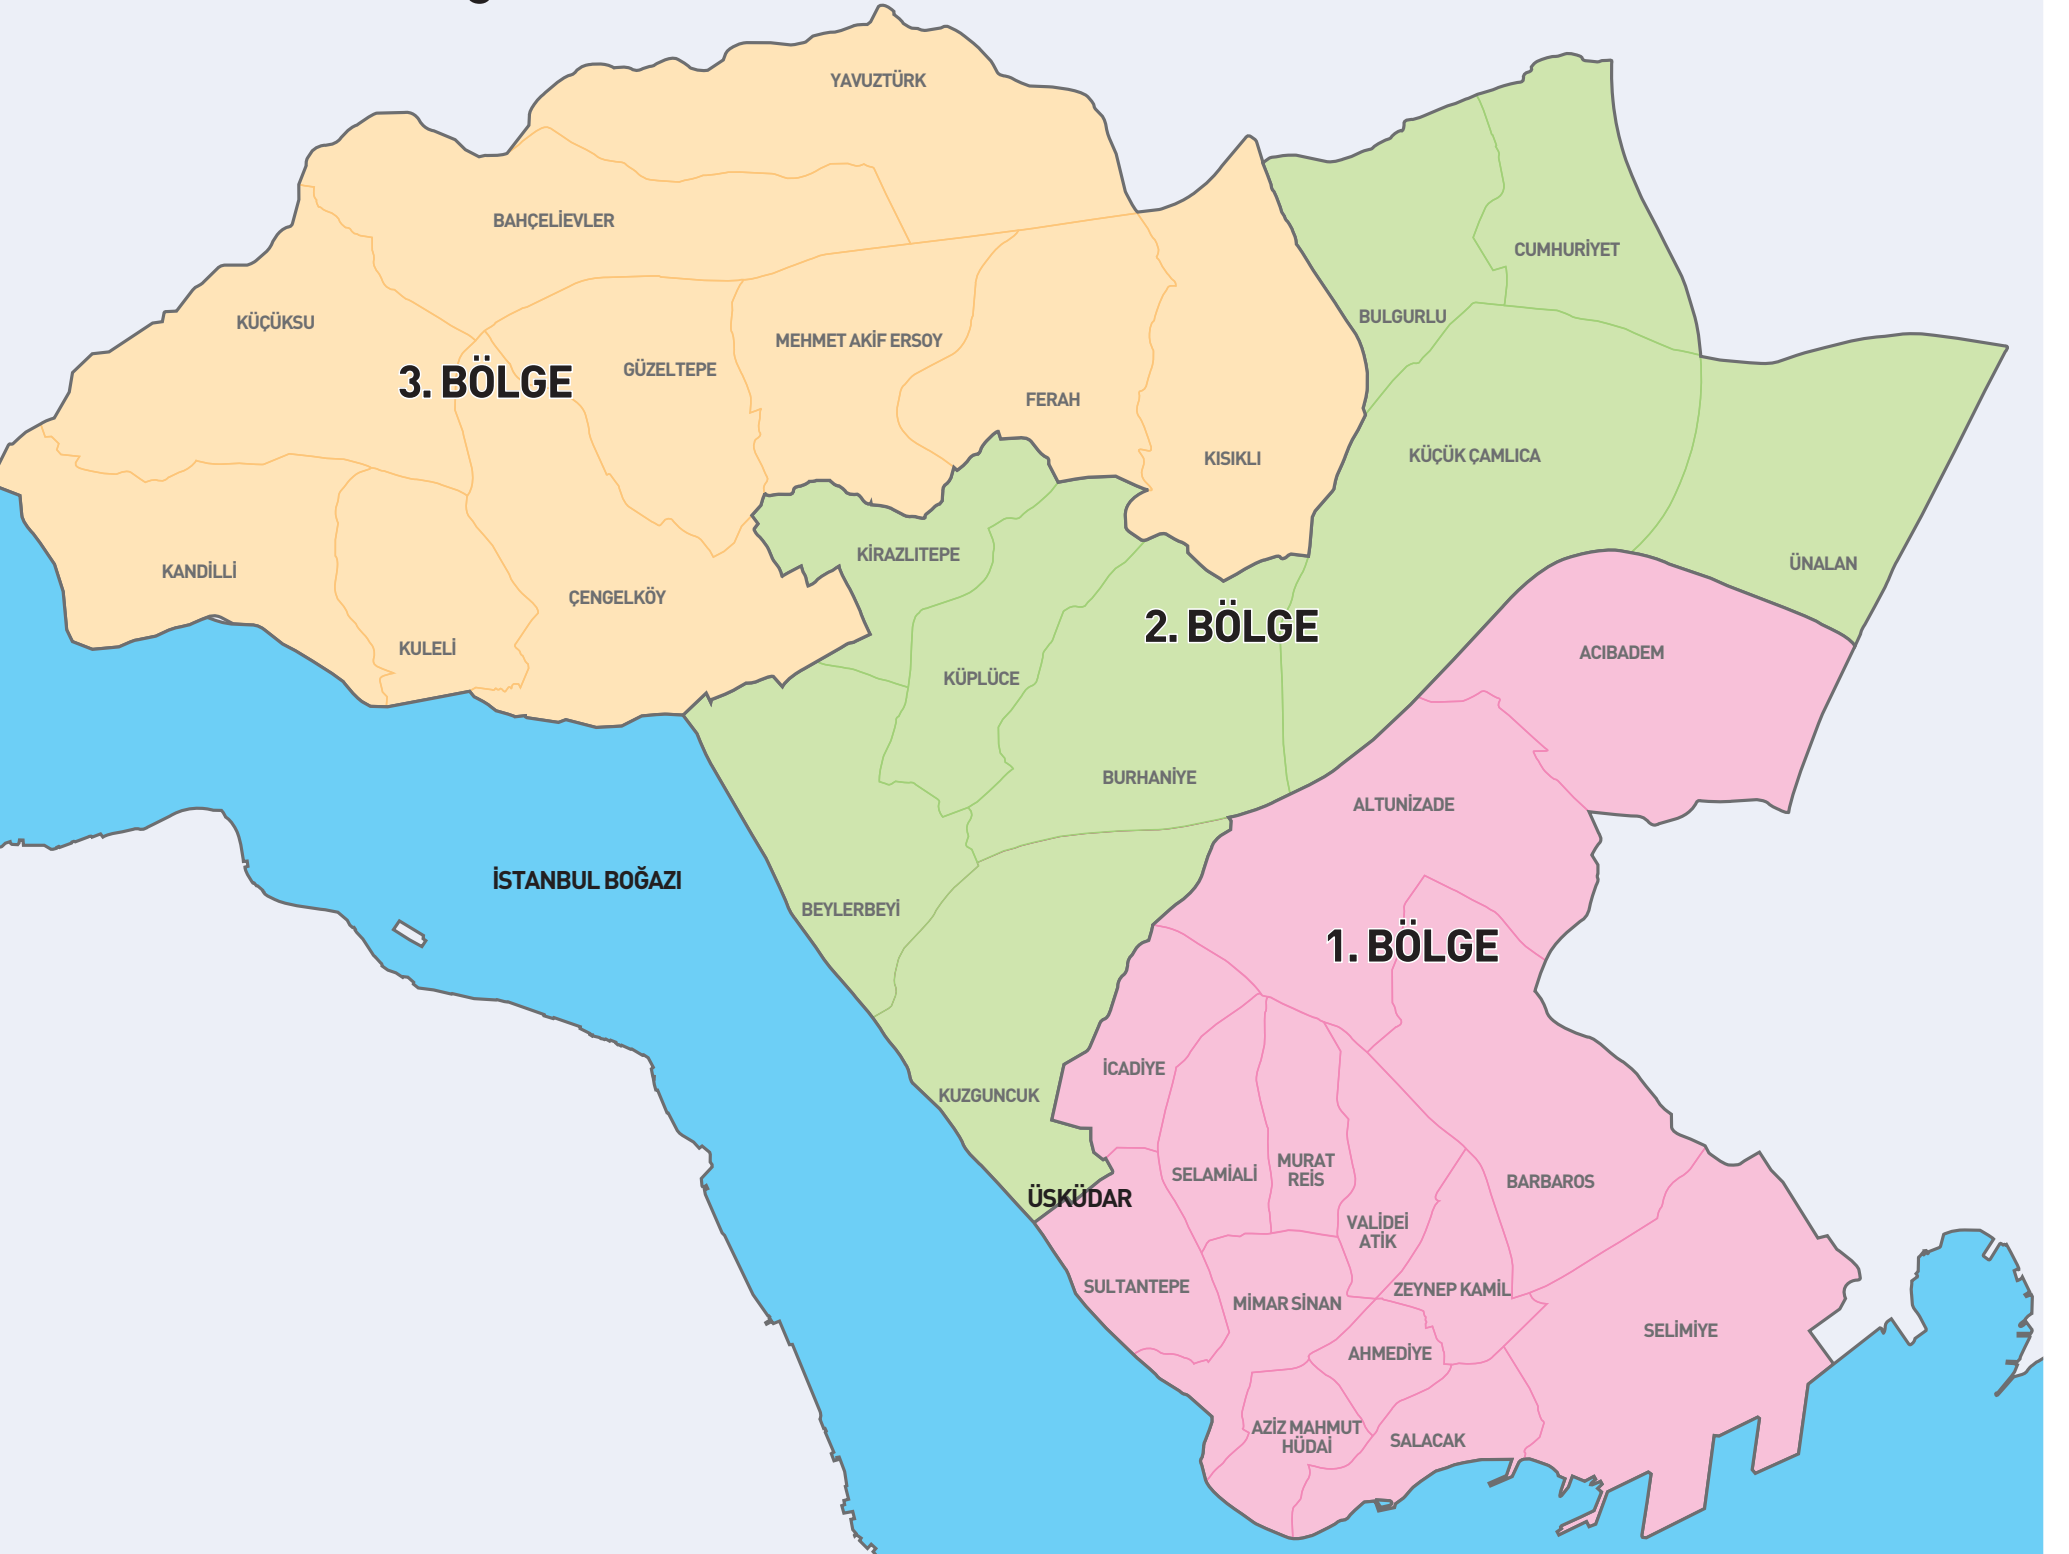 YAVUZTÜRK
BAHÇELİEVLER
CUMHURİYET
KÜÇÜKSU
BULGURLU
MEHMET AKİF ERSOY
GÜZELTEPE
3. BÖLGE
FERAH
KISIKLI
KÜÇÜK ÇAMLICA
KİRAZLITEPE
ÜNALAN
KANDİLLİ
ÇENGELKÖY
2. BÖLGE
KULELİ
ACIBADEM
KÜPLÜCE
BURHANİYE
ALTUNİZADE
İSTANBUL BOĞAZI
BEYLERBEYİ
1. BÖLGE
İCADİYE
KUZGUNCUK
SELAMİALİ
MURAT
REİS
BARBAROS
ÜSKÜDAR
VALİDEİ
ATİK
SULTANTEPE
MİMAR SİNAN
ZEYNEP KAMİL
SELİMİYE
AHMEDİYE
AZİZ MAHMUT
HÜDAİ
SALACAK